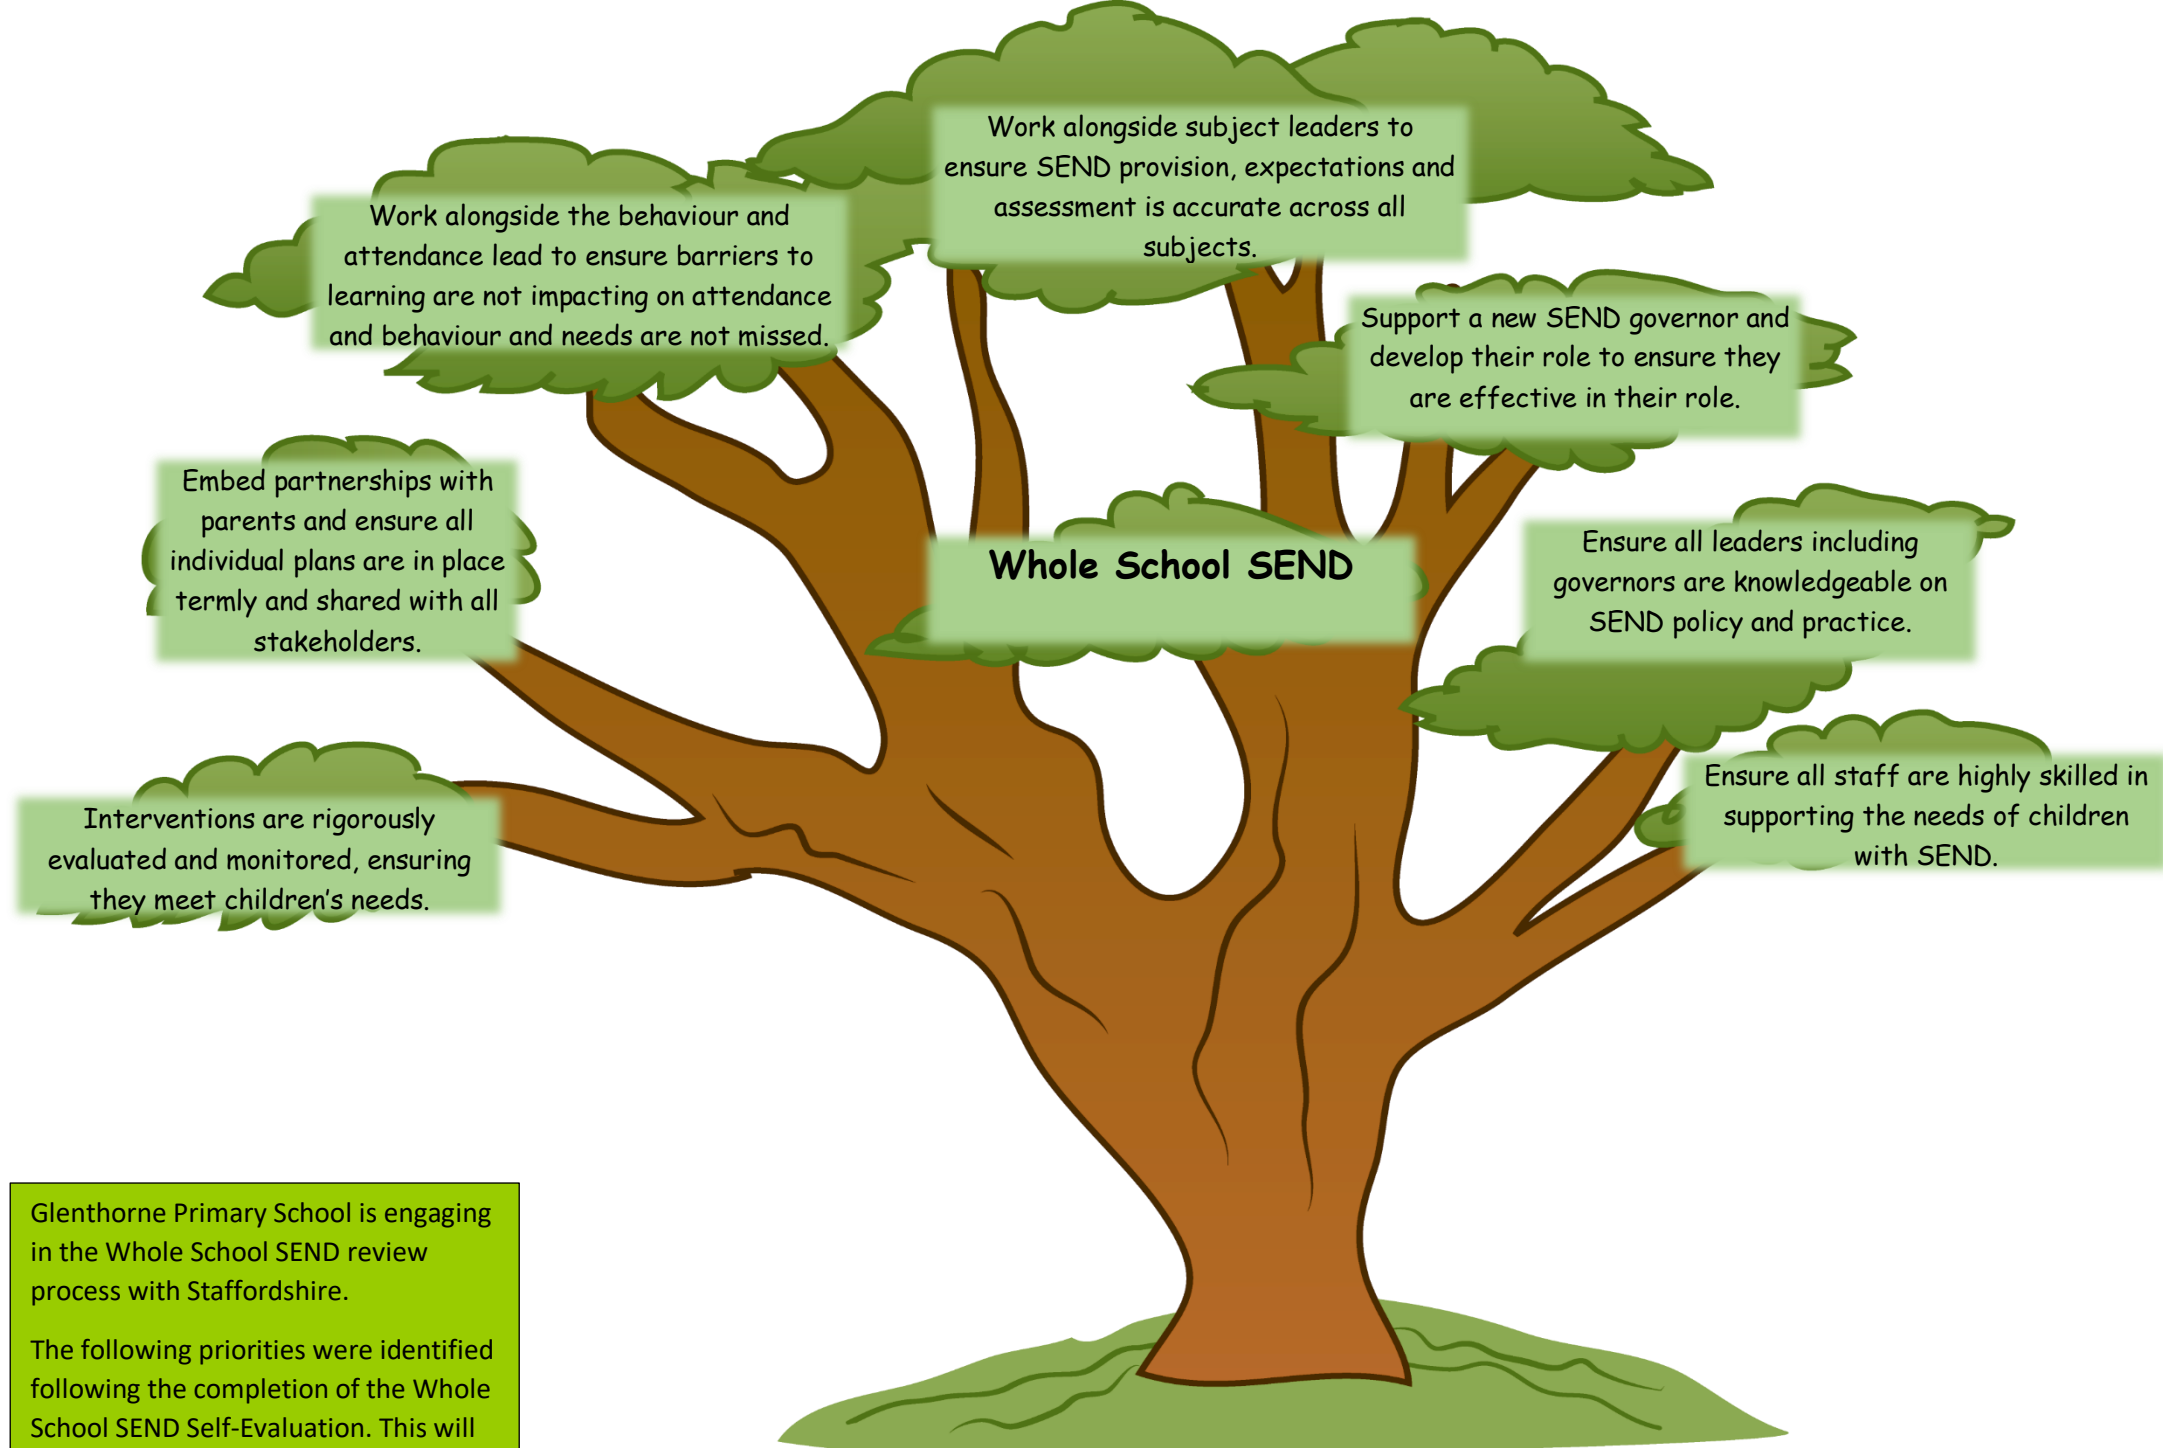 Work alongside subject leaders to
ensure SEND provision, expectations and
assessment is accurate across all
subjects.
Work alongside the behaviour and
attendance lead to ensure barriers to
learning are not impacting on attendance
and behaviour and needs are not missed.
Support a new SEND governor and
develop their role to ensure they
are effective in their role.
Embed partnerships with
parents and ensure all
individual plans are in place
termly and shared with all
stakeholders.
Whole School SEND
Ensure all leaders including
governors are knowledgeable on
SEND policy and practice.
Interventions are rigorously
evaluated and monitored, ensuring
they meet children’s needs.
Ensure all staff are highly skilled in
supporting the needs of children
with SEND.
Glenthorne Primary School is engaging
in the Whole School SEND review
process with Staffordshire.
The following priorities were identified
following the completion of the Whole
School SEND Self-Evaluation. This will